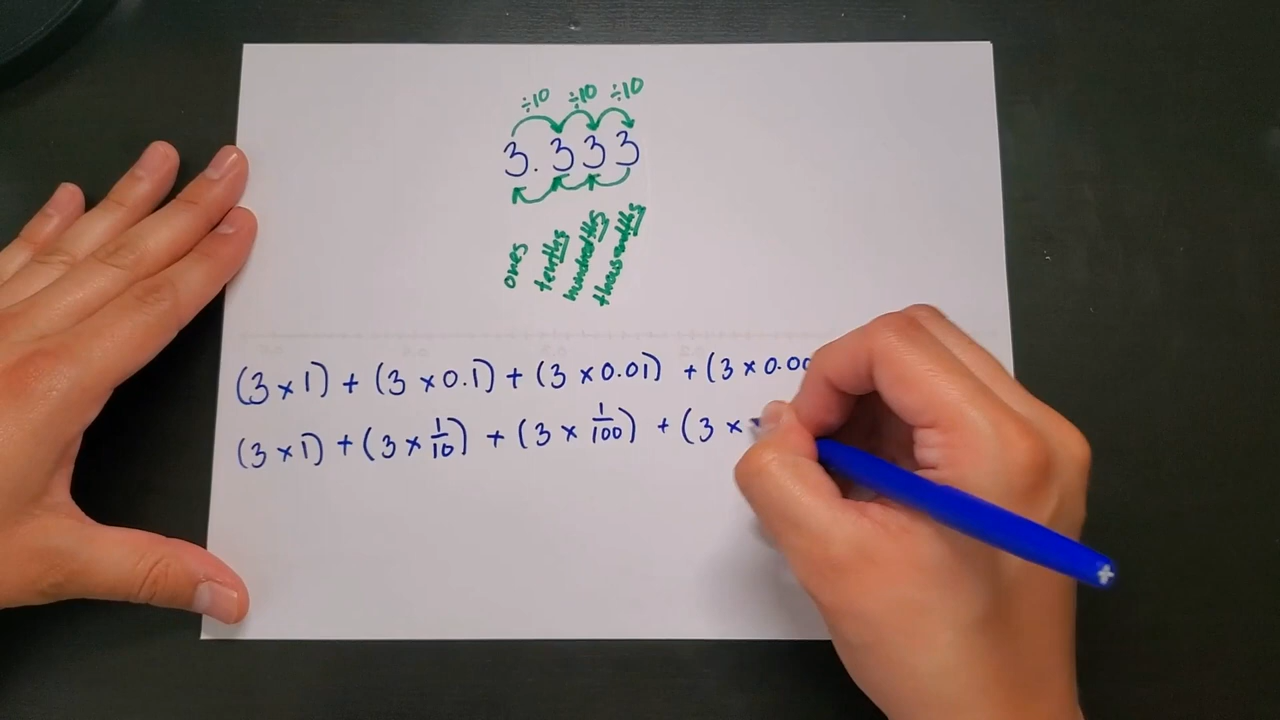 ÷10 ÷10 ÷10
3.333
ones tenths hundredths thousandths
(3 × 1) + (3 × 0.1) + (3 × 0.01) + (3 × 0.00
(3 × 1) + (3 × 1/10) + (3 × 1/100) + (3 ×